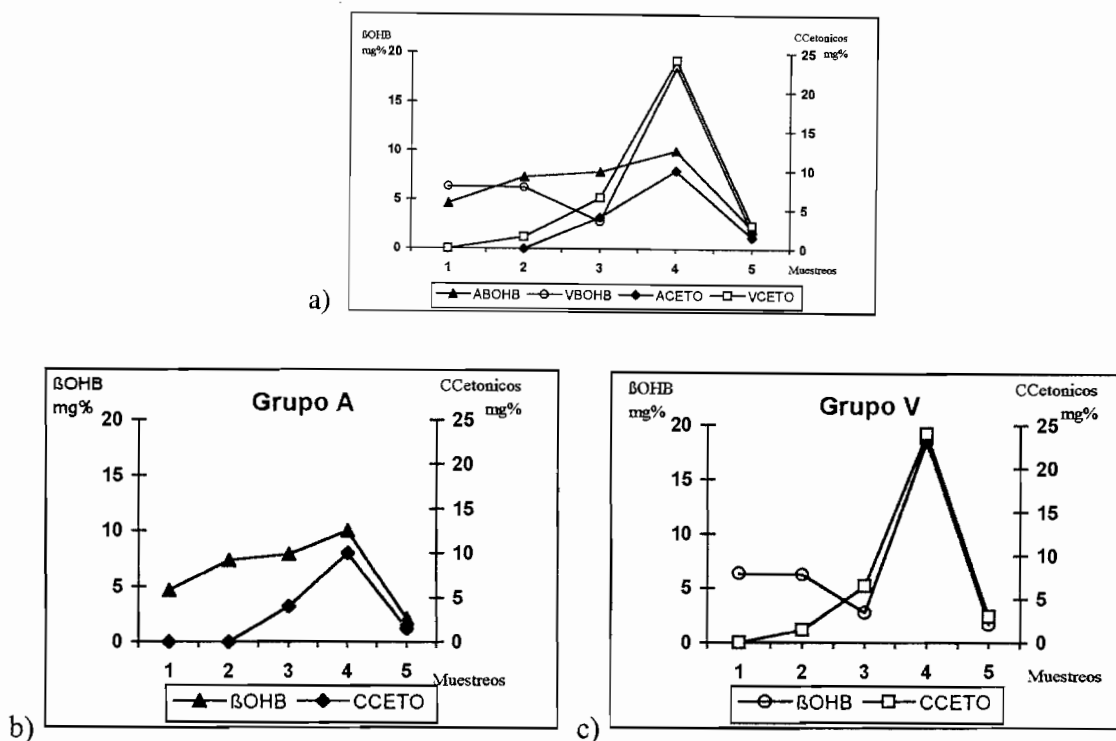 ßOHB
mg%
CCetonicos
mg%
20
15
10
5
0
25
20
15
10
5
0
1 2 3 4 5 Muestreos
ABOHB VBOHB ACETO VCETO
a)
ßOHB
mg%
Grupo A
CCetonicos
mg%
20
15
10
5
0
25
20
15
10
5
0
1 2 3 4 5 Muestreos
ßOHB CCETO
b)
ßOHB
mg%
Grupo V
CCetonicos
mg%
20
15
10
5
0
25
20
15
10
5
0
1 2 3 4 5 Muestreos
ßOHB CCETO
c)